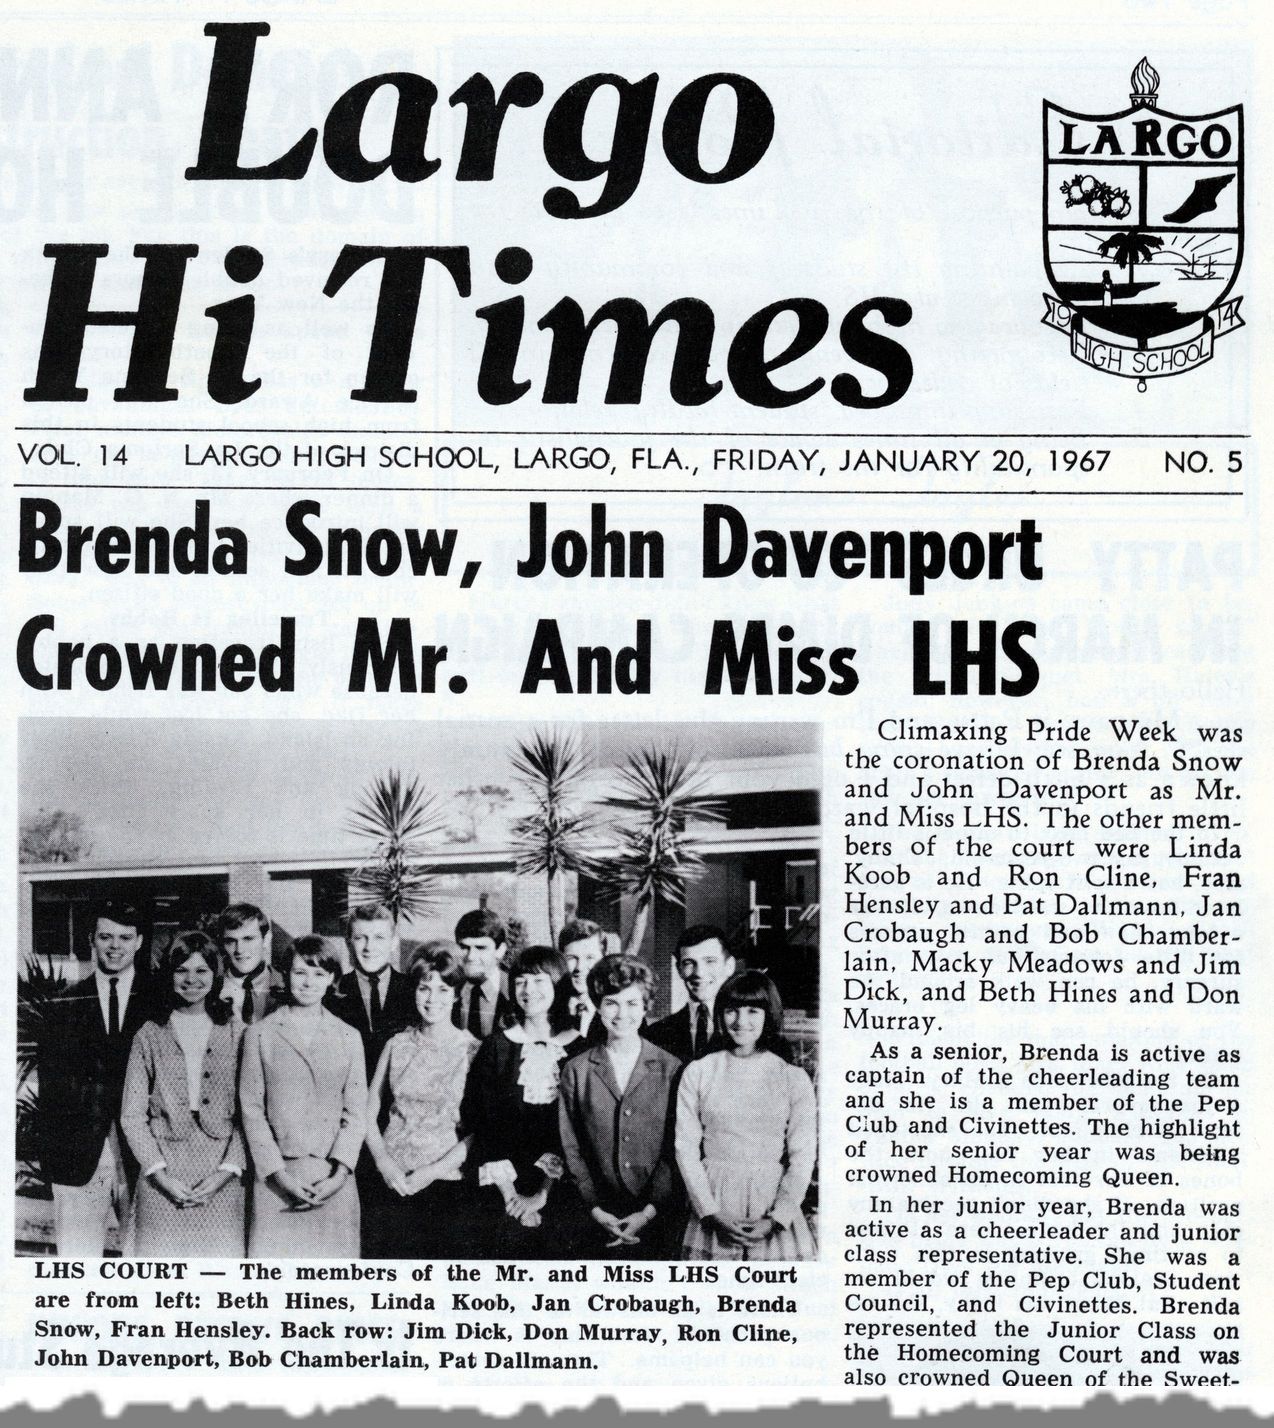 Largo
Hi Times
LARGO
19 14
HIGH SCHOOL
VOL. 14 LARGO HIGH SCHOOL, LARGO, FLA., FRIDAY, JANUARY 20, 1967 NO. 5
Brenda Snow, John Davenport
Crowned Mr. And Miss LHS
Climaxing Pride Week was
the coronation of Brenda Snow
and John Davenport as Mr.
and Miss LHS. The other mem-
bers of the court were Linda
Koob and Ron Cline, Fran
Hensley and Pat Dallmann, Jan
Crobaugh and Bob Chamber-
lain, Macky Meadows and Jim
Dick, and Beth Hines and Don
Murray.
As a senior, Brenda is active as
captain of the cheerleading team
and she is a member of the Pep
Club and Civinettes. The highlight
of her senior year was being
crowned Homecoming Queen.
In her junior year, Brenda was
active as a cheerleader and junior
class representative. She was a
member of the Pep Club, Student
Council, and Civinettes. Brenda
represented the Junior Class on
the Homecoming Court and was
also crowned Queen of the Sweet-
LHS COURT — The members of the Mr. and Miss LHS Court
are from left: Beth Hines, Linda Koob, Jan Crobaugh, Brenda
Snow, Fran Hensley. Back row: Jim Dick, Don Murray, Ron Cline,
John Davenport, Bob Chamberlain, Pat Dallmann.